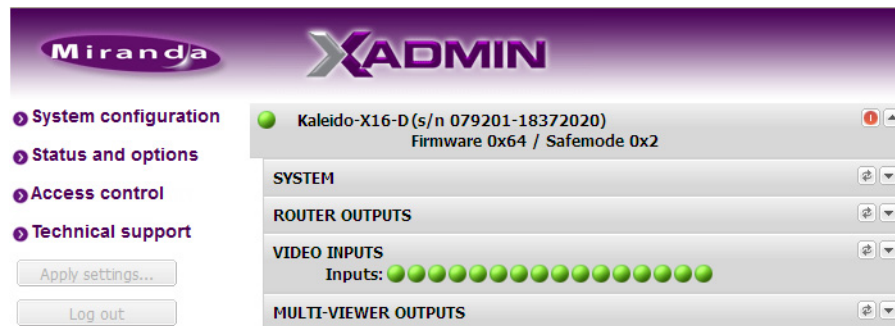 Miranda
XADMIN
System configuration
Status and options
Access control
Technical support
Apply settings...
Log out
Kaleido-X16-D (s/n 079201-18372020)
Firmware 0x64 / Safemode 0x2
SYSTEM
ROUTER OUTPUTS
VIDEO INPUTS
Inputs:
MULTI-VIEWER OUTPUTS